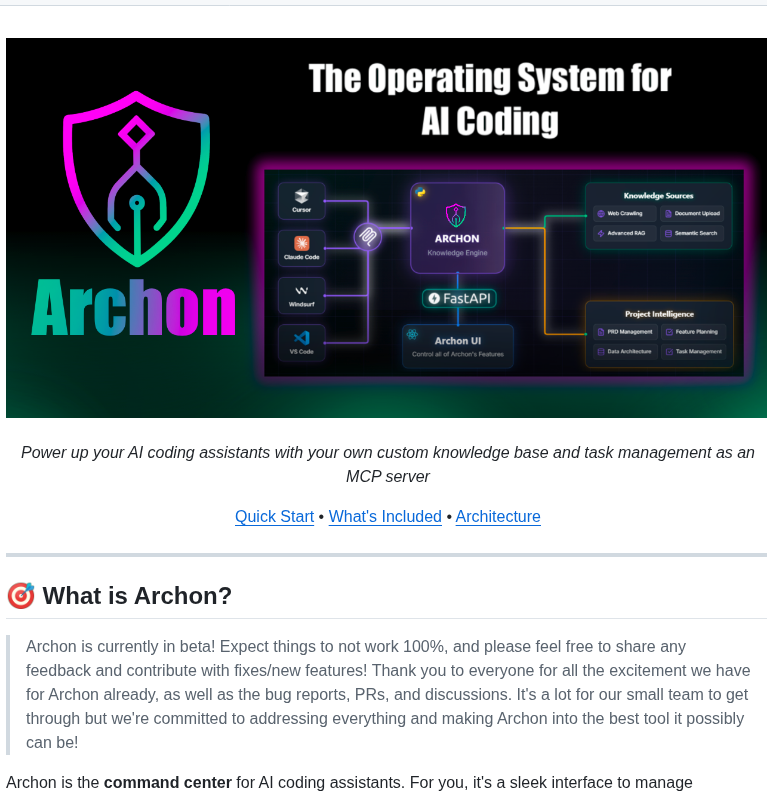 The Operating System for
AI Coding
Archon
Cursor
Claude Code
Windsurf
VS Code
ARCHON
Knowledge Engine
FastAPI
Archon UI
Control all of Archon's Features
Knowledge Sources
Web Crawling
Document Upload
Advanced RAG
Semantic Search
Project Intelligence
PRD Management
Feature Planning
Data Architecture
Task Management
Power up your AI coding assistants with your own custom knowledge base and task management as an
MCP server
Quick Start • What's Included • Architecture
🎯 What is Archon?
Archon is currently in beta! Expect things to not work 100%, and please feel free to share any
feedback and contribute with fixes/new features! Thank you to everyone for all the excitement we have
for Archon already, as well as the bug reports, PRs, and discussions. It's a lot for our small team to get
through but we're committed to addressing everything and making Archon into the best tool it possibly
can be!
Archon is the command center for AI coding assistants. For you, it's a sleek interface to manage